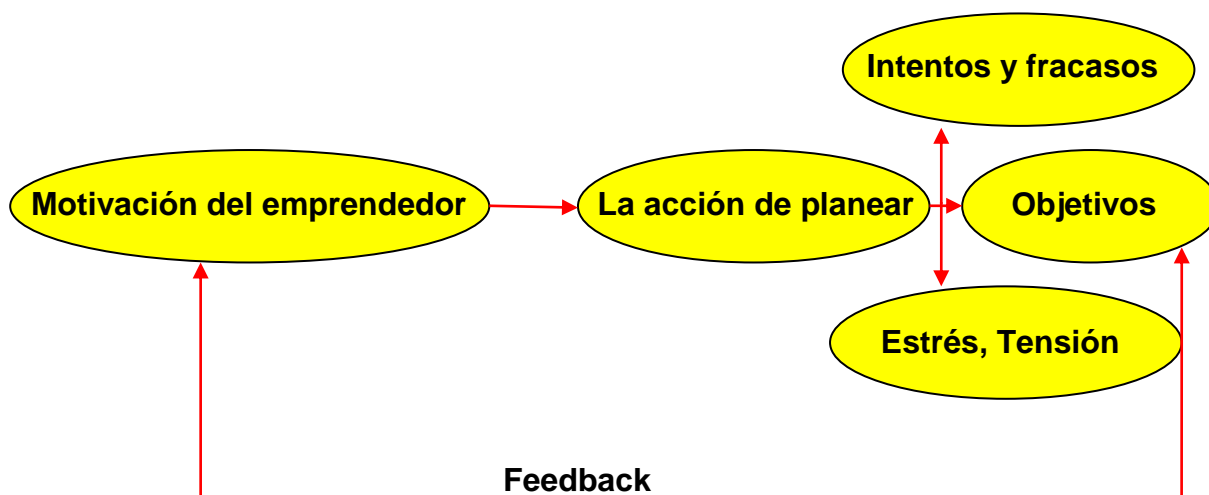 Intentos y fracasos
Motivación del emprendedor
La acción de planear
Objetivos
Estrés, Tensión
Feedback